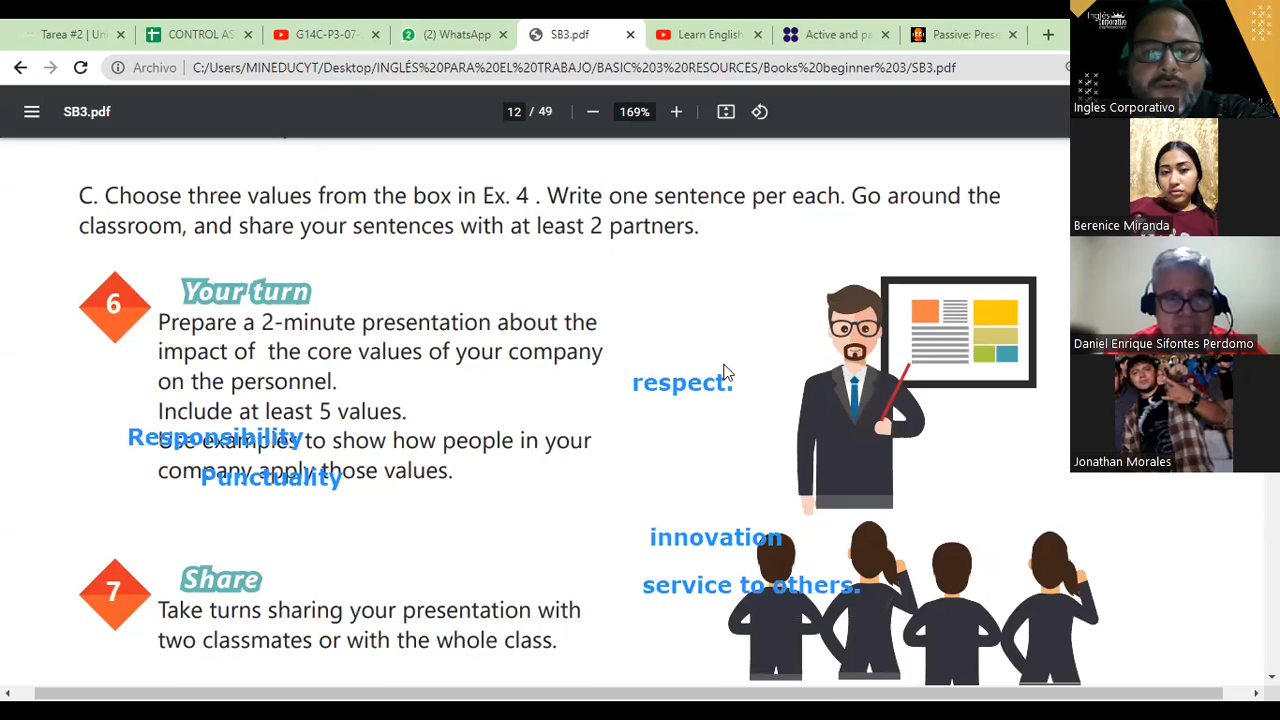 Tarea #2 | Uni
CONTROL AS
G14C-P3-07-
(2) WhatsApp
SB3.pdf
Learn English
Active and pa
Passive: Prese
Archivo
C:/Users/MINEDUCYT/Desktop/INGLÉS%20PARA%20EL%20TRABAJO/BASIC%203%20RESOURCES/Books%20beginner%203/SB3.pdf
SB3.pdf
12 / 49
169%
C. Choose three values from the box in Ex. 4 . Write one sentence per each. Go around the
classroom, and share your sentences with at least 2 partners.
6
Your turn
Prepare a 2-minute presentation about the
impact of the core values of your company
on the personnel.
Include at least 5 values.
Use examples to show how people in your
company apply those values.
respect.
Responsibility
Punctuality
innovation
service to others.
7
Share
Take turns sharing your presentation with
two classmates or with the whole class.
Inglés
Corporativo
Ingles Corporativo
Berenice Miranda
Daniel Enrique Sifontes Perdomo
Jonathan Morales